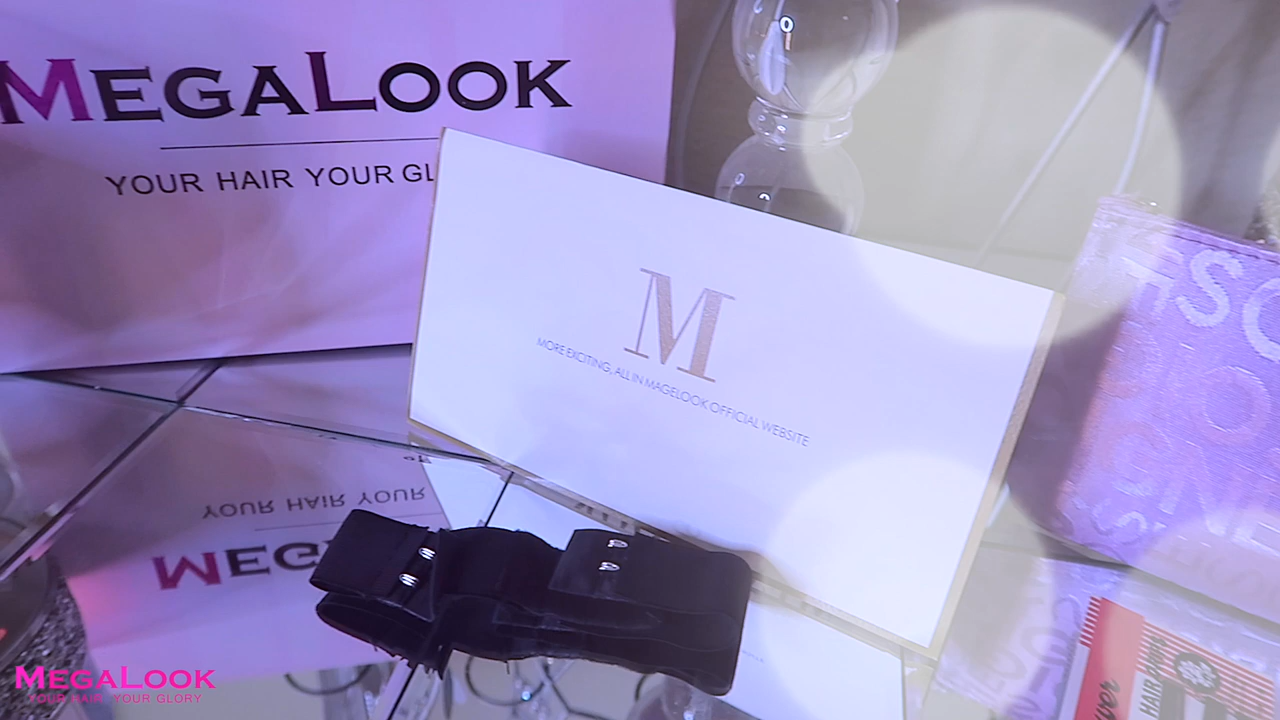 MEGALOOK
YOUR HAIR YOUR GL
M
MORE EXCITING, ALL IN MAGELOOK OFFICIAL WEBSITE
YOUR HAIR YOUR
MEG
HAIR
MEGALOOK
YOUR HAIR YOUR GLORY